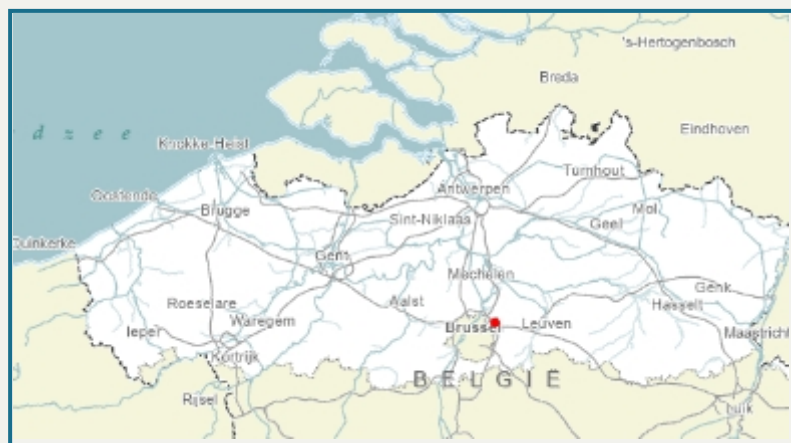 's-Hertogenbosch
Breda
Eindhoven
d z e e
Knokke-Heist
Turnhout
Oostende
Antwerpen
Mol
Brugge
Sint-Niklaas
Geel
Duinkerke
Gent
Mechelen
Genk
Roeselare
Aalst
Hasselt
Ieper
Waregem
Brussel
Leuven
Maastricht
Kortrijk
BELGIË
Rijsel
Luik